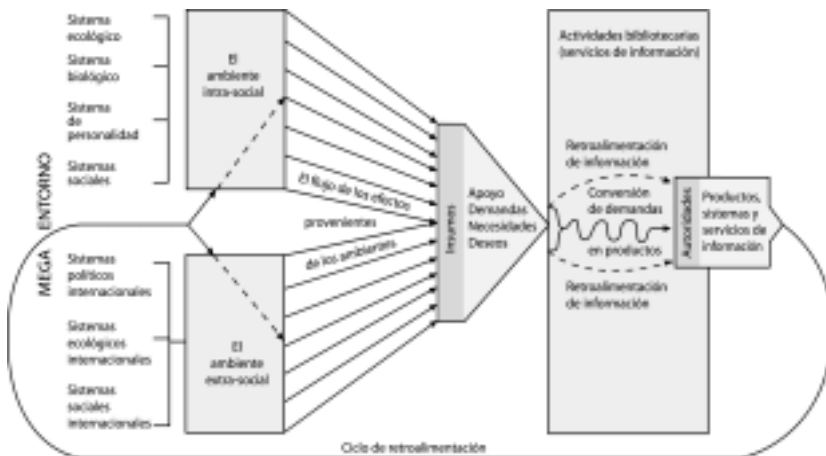 Sistema
ecológico
Sistema
biológico
Sistema
de
personalidad
Sistemas
sociales
MEGA ENTORNO
Sistemas
políticos
internacionales
Sistemas
ecológicos
internacionales
Sistemas
sociales
internacionales
El
ambiente
intra-social
El
ambiente
extra-social
El flujo de los efectos
provenientes
de los ambientes
Insumos
Apoyo
Demandas
Necesidades
Deseos
Actividades bibliotecarias
(servicios de información)
Retroalimentación
de información
Conversión
de demandas
en productos
Retroalimentación
de información
Autoridades
Productos,
sistemas y
servicios de
información
Ciclo de retroalimentación